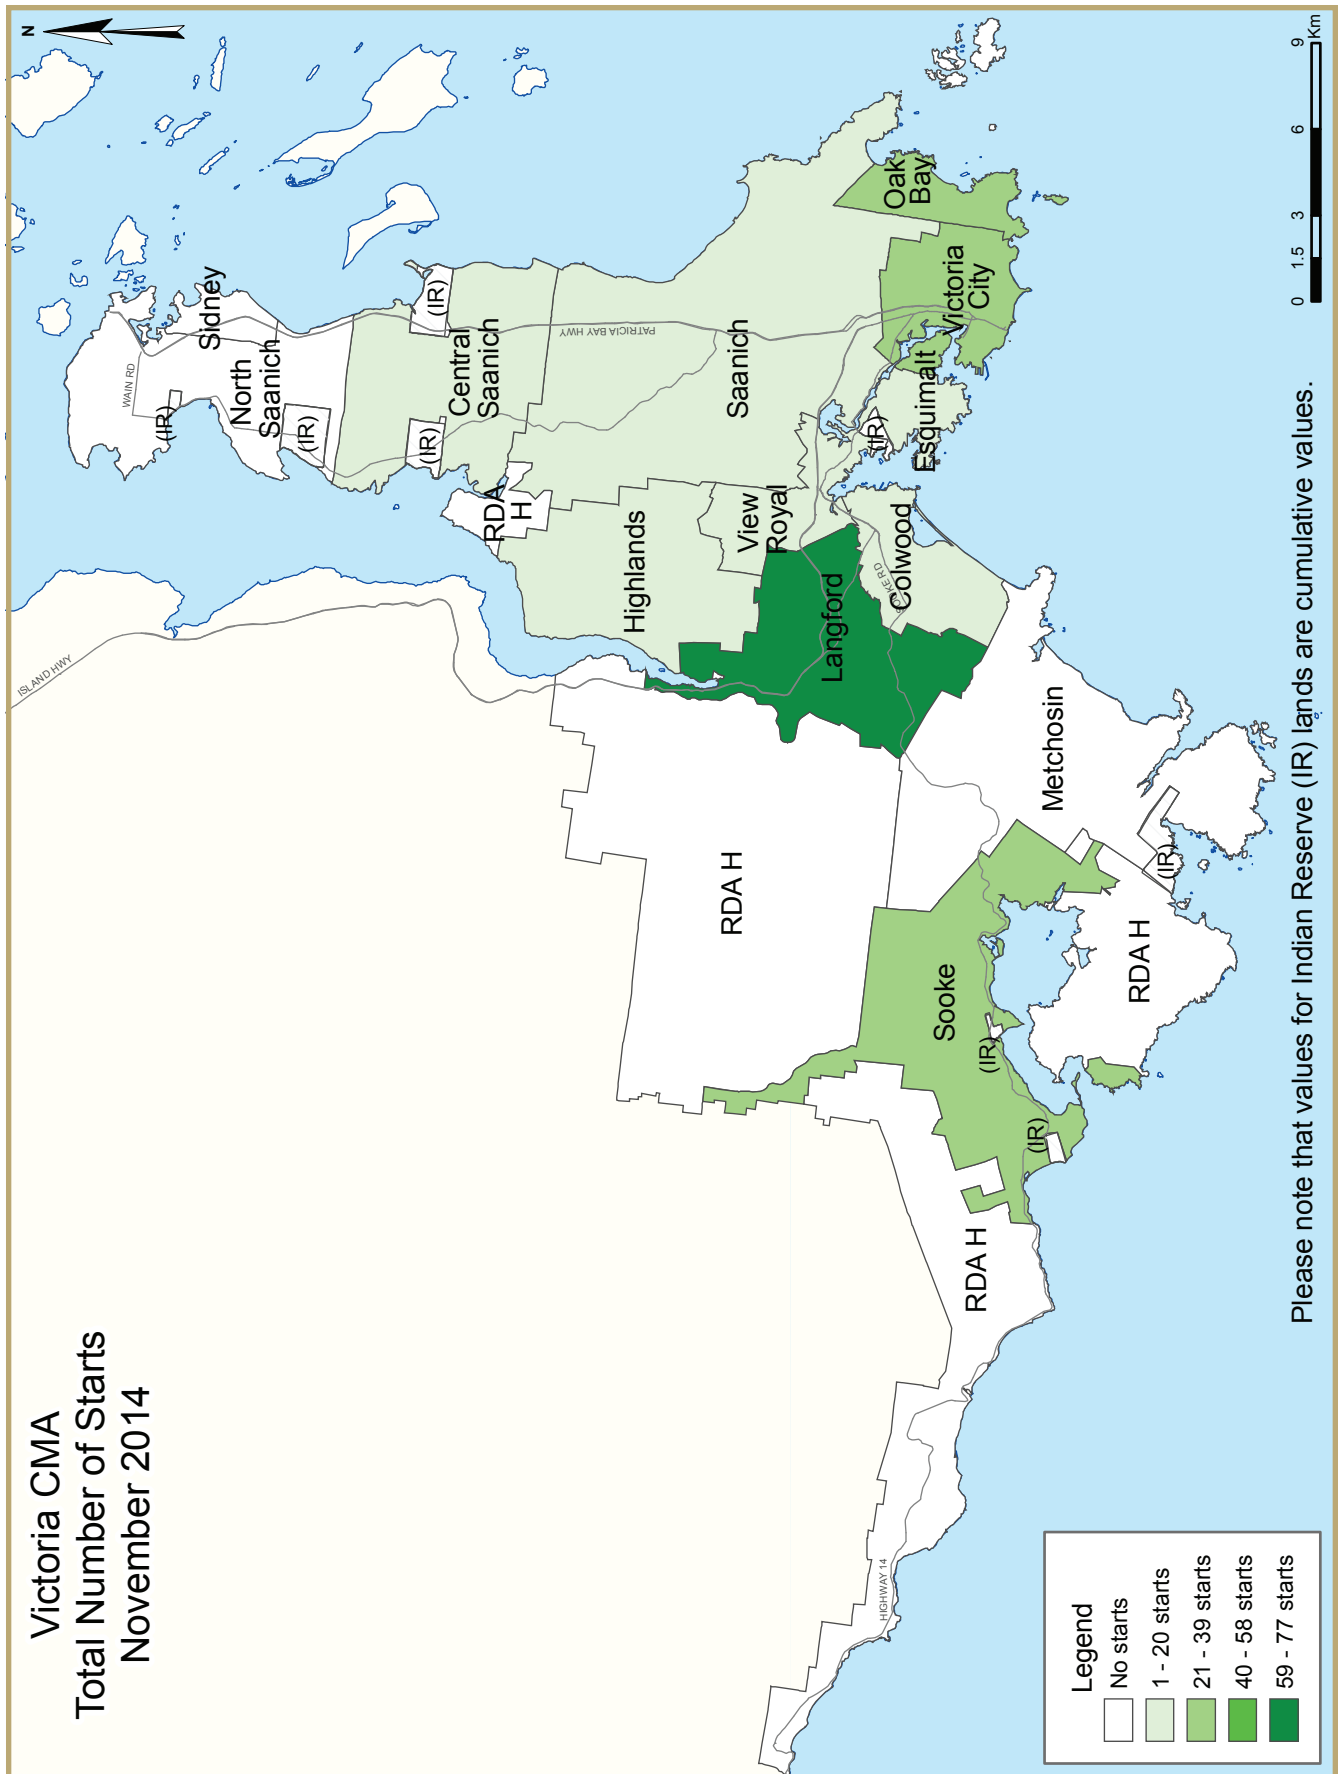 Victoria CMA
Total Number of Starts
November 2014
N
ISLAND HWY
WAIN RD
Sidney
North
Saanich
(IR)
(IR)
(IR)
(IR)
Central
Saanich
PATRICIA BAY HWY
RDA
H
Saanich
Highlands
View
Royal
Oak
Bay
Victoria
City
Esquimalt
(IR)
Colwood
Langford
RDA H
Metchosin
(IR)
Sooke
(IR)
(IR)
RDA H
RDA H
HIGHWAY 14
Legend
No starts
1 - 20 starts
21 - 39 starts
40 - 58 starts
59 - 77 starts
0 1.5 3 6 9 Km
Please note that values for Indian Reserve (IR) lands are cumulative values.